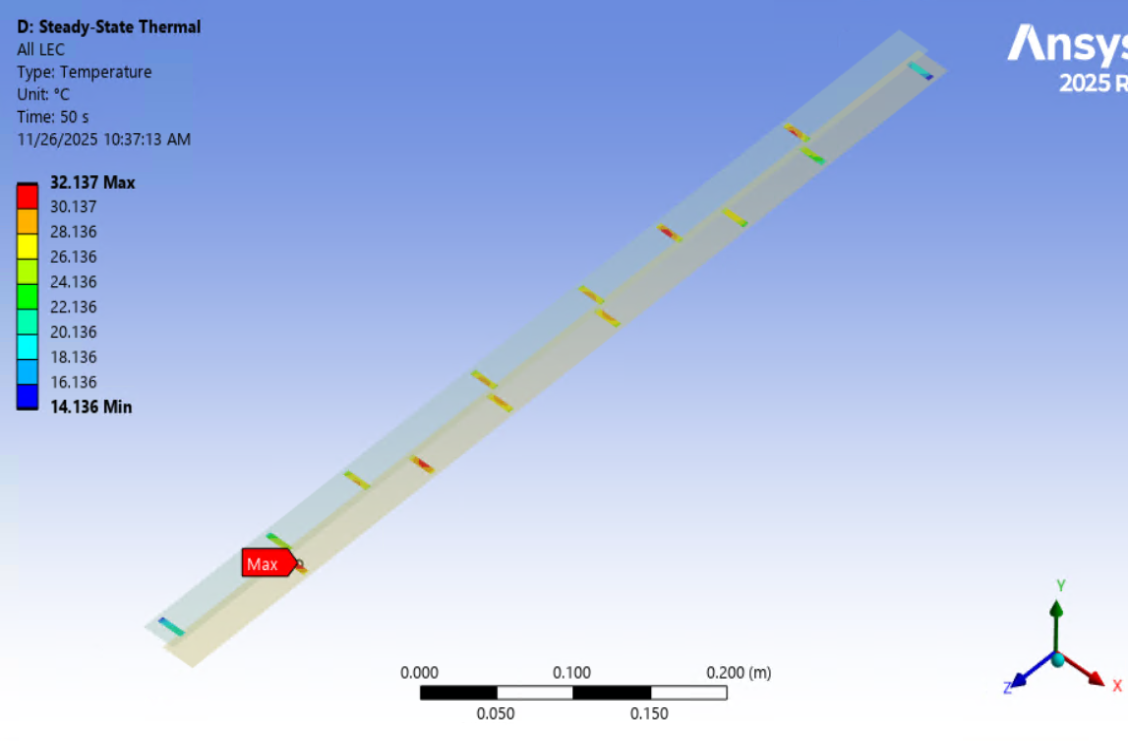 D: Steady-State Thermal
All LEC
Type: Temperature
Unit: °C
Time: 50 s
11/26/2025 10:37:13 AM
32.137 Max
30.137
28.136
26.136
24.136
22.136
20.136
18.136
16.136
14.136 Min
Ansys
2025 R
Max
0.000 0.100 0.200 (m)
0.050 0.150
Y
Z
X